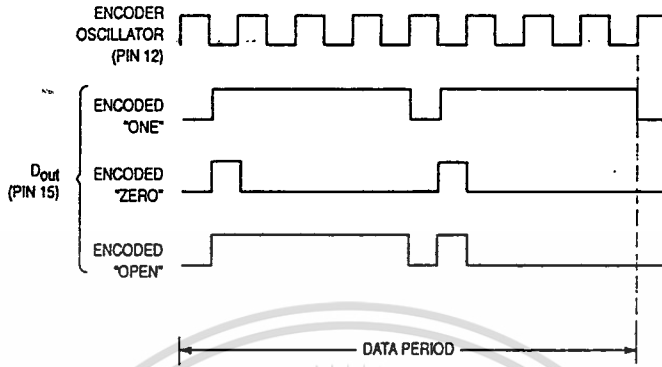 ENCODER
OSCILLATOR
(PIN 12)
ENCODED
"ONE"
Dout
(PIN 15)
ENCODED
"ZERO"
ENCODED
"OPEN"
DATA PERIOD